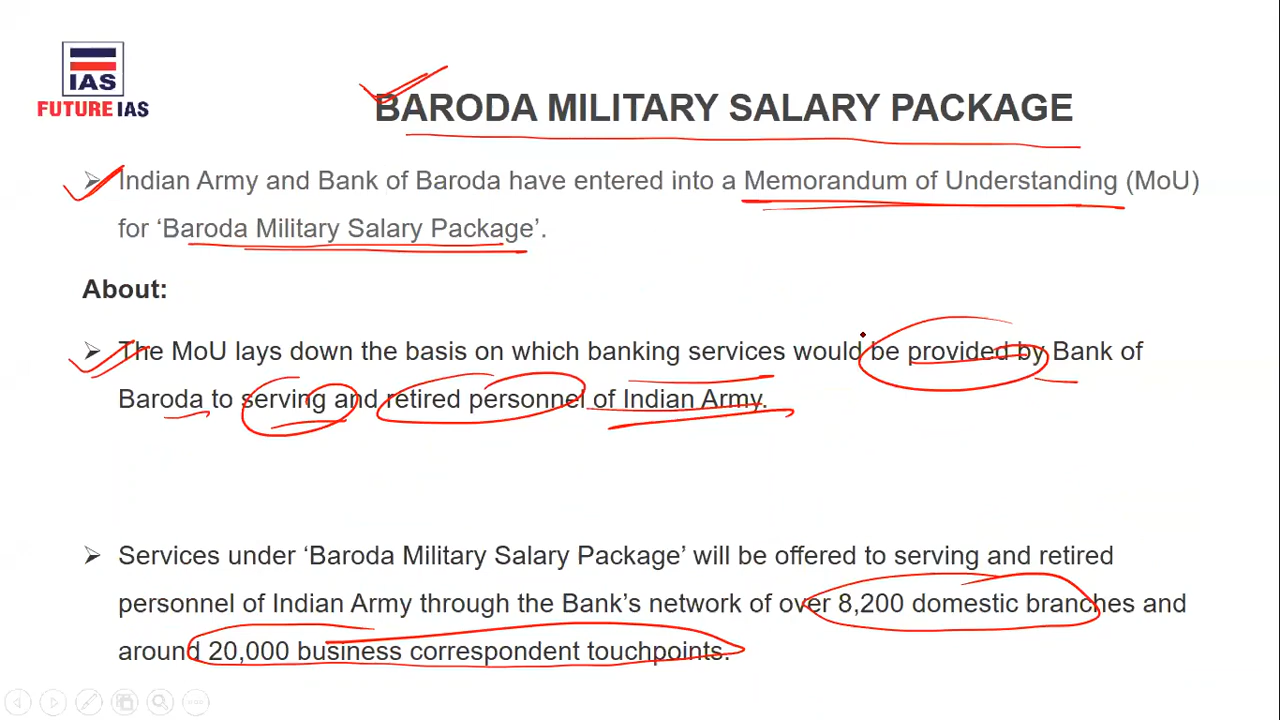 IAS
FUTURE IAS
BARODA MILITARY SALARY PACKAGE
➢ Indian Army and Bank of Baroda have entered into a Memorandum of Understanding (MoU)
for ‘Baroda Military Salary Package’.
About:
➢ The MoU lays down the basis on which banking services would be provided by Bank of
Baroda to serving and retired personnel of Indian Army.
➢ Services under ‘Baroda Military Salary Package’ will be offered to serving and retired
personnel of Indian Army through the Bank’s network of over 8,200 domestic branches and
around 20,000 business correspondent touchpoints.